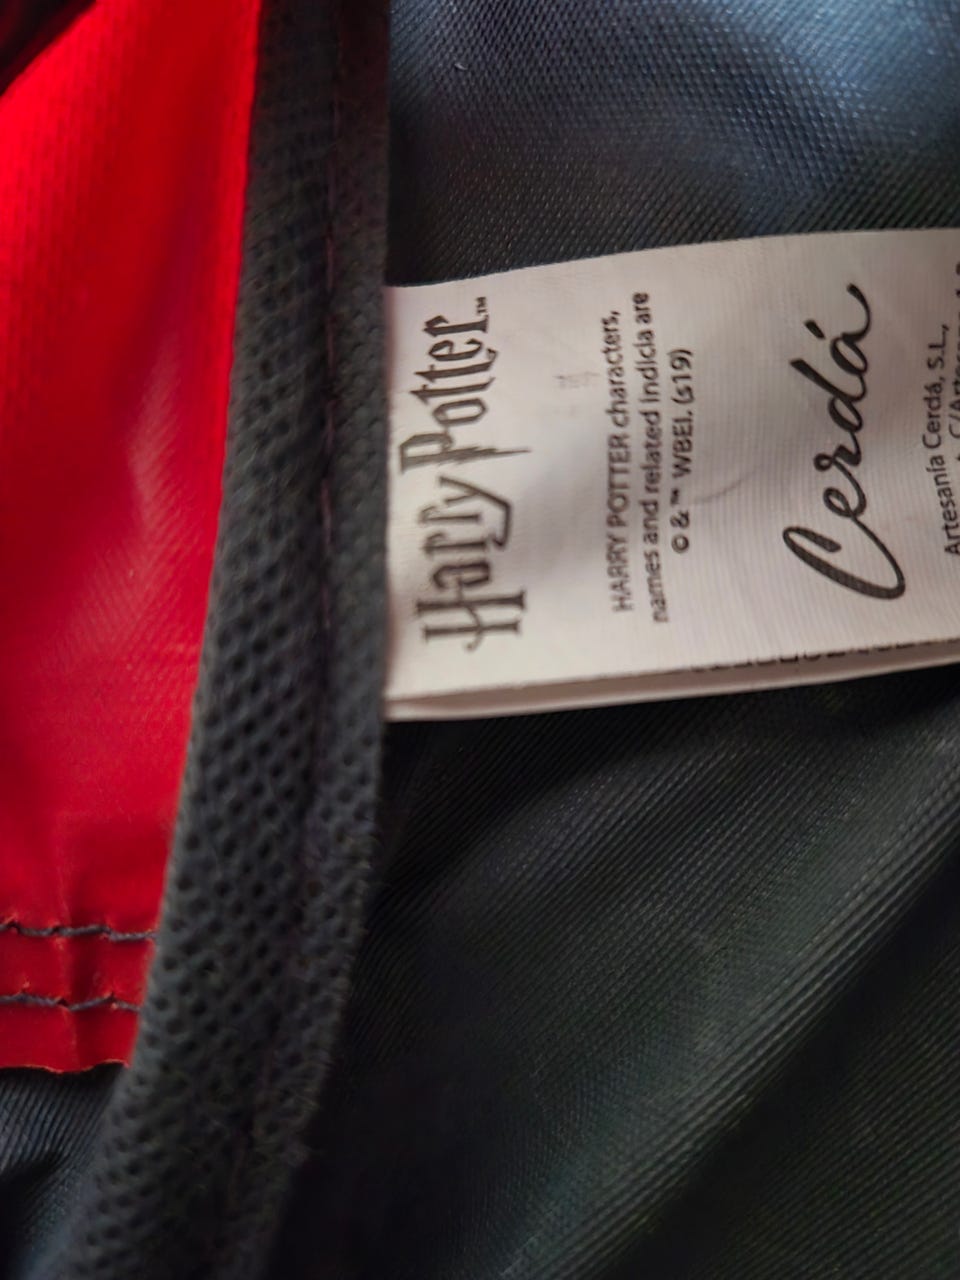 Harry Potter™
HARRY POTTER characters,
names and related indicia are
© & ™ WBEI. (s19)
Cerdá
Artesanía Cerdá, S.L.,